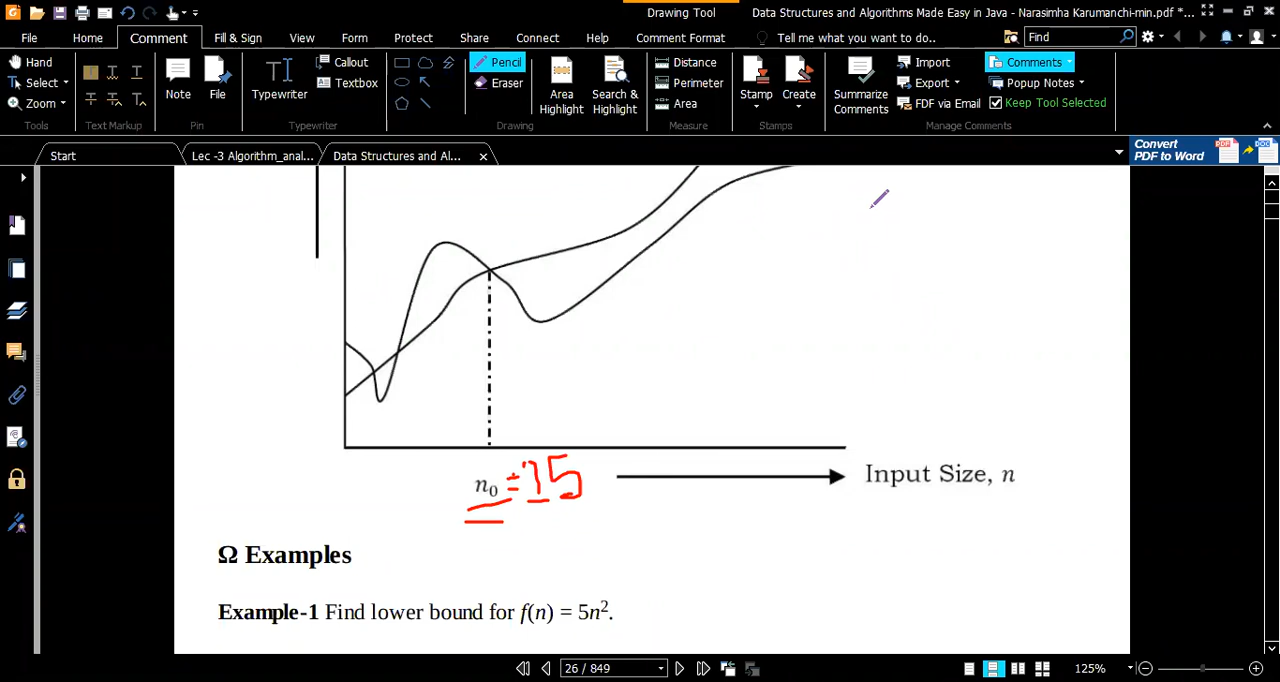 Drawing Tool
Data Structures and Algorithms Made Easy in Java - Narasimha Karumanchi-min.pdf * ...
File Home Comment Fill & Sign View Form Protect Share Connect Help Comment Format Tell me what you want to do.. Find
Hand
Select
Zoom
Tools
Text Markup
Note
File
Pin
Typewriter
Callout
Textbox
Typewriter
Pencil
Eraser
Drawing
Area Highlight
Search & Highlight
Distance
Perimeter
Area
Measure
Stamp
Create
Stamps
Summarize Comments
Import
Export
FDF via Email
Comments
Popup Notes
Keep Tool Selected
Manage Comments
Start
Lec -3 Algorithm_anal...
Data Structures and Al...
Convert PDF to Word
n₀ = 15
Input Size, n
Ω Examples
Example-1 Find lower bound for f(n) = 5n².
26 / 849
125%